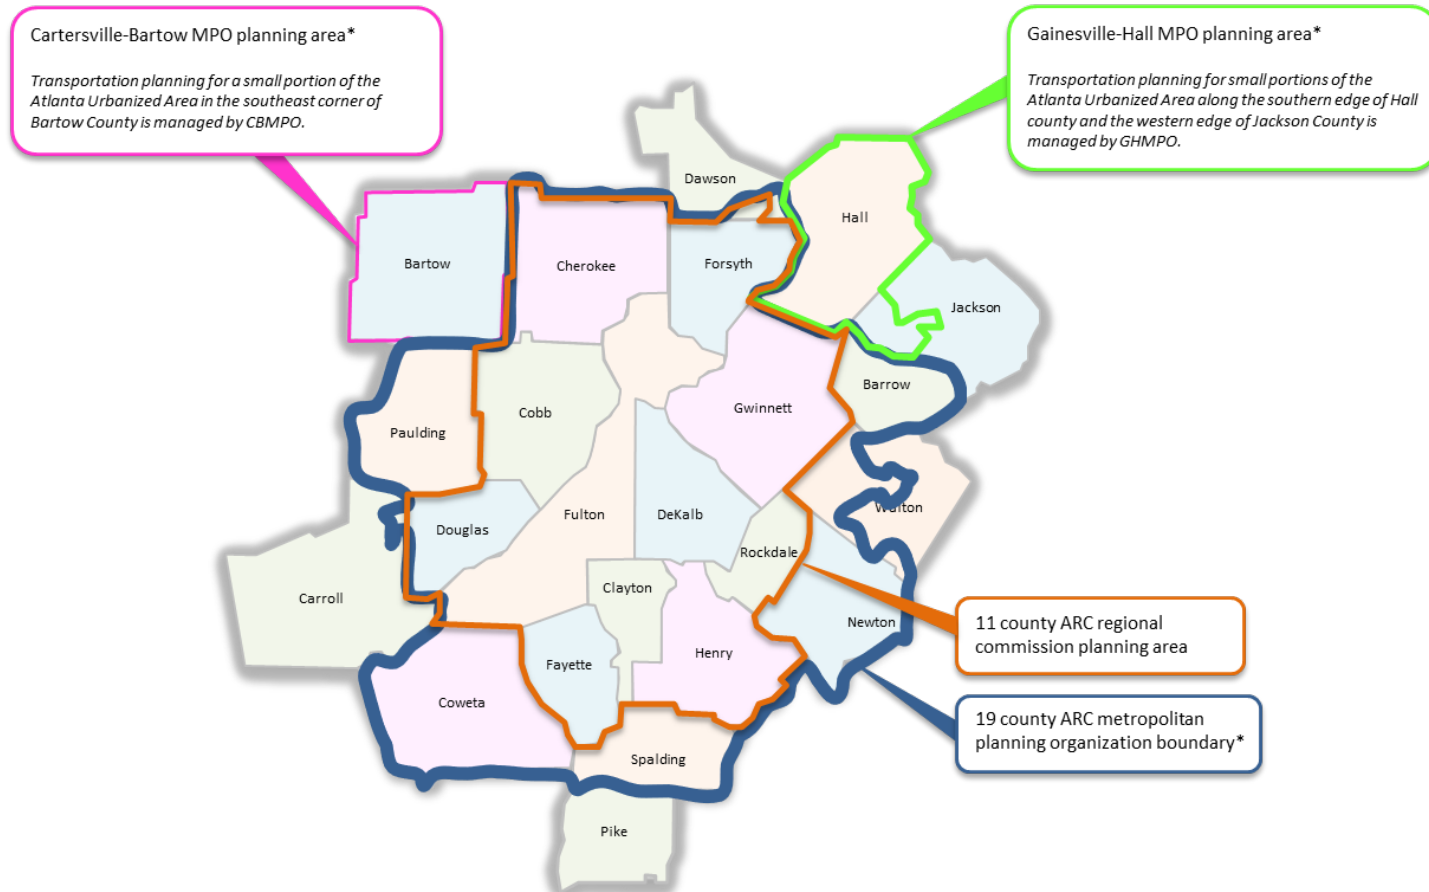 Cartersville-Bartow MPO planning area*
Transportation planning for a small portion of the
Atlanta Urbanized Area in the southeast corner of
Bartow County is managed by CBMPO.
Gainesville-Hall MPO planning area*
Transportation planning for small portions of the
Atlanta Urbanized Area along the southern edge of Hall
county and the western edge of Jackson County is
managed by GHMPO.
Dawson
Hall
Bartow
Cherokee
Forsyth
Jackson
Barrow
Gwinnett
Cobb
Paulding
Walton
Fulton
DeKalb
Douglas
Rockdale
Clayton
Carroll
Newton
11 county ARC regional
commission planning area
Henry
Fayette
Coweta
19 county ARC metropolitan
planning organization boundary*
Spalding
Pike